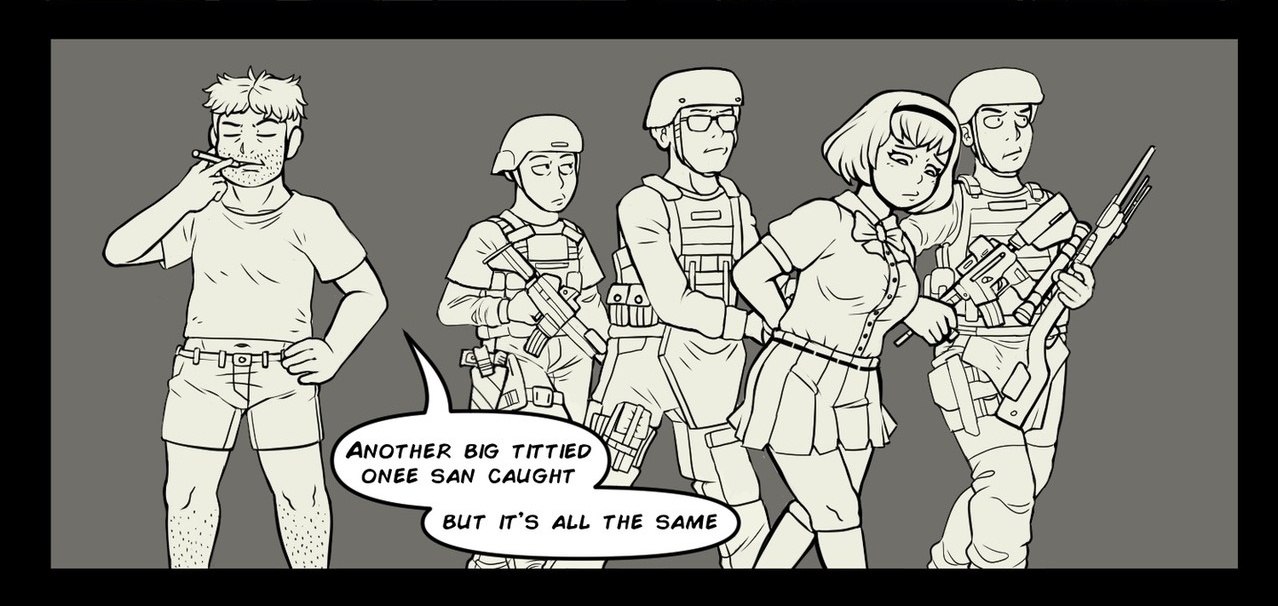 ANOTHER BIG TITTIED
ONEE SAN CAUGHT
BUT IT'S ALL THE SAME